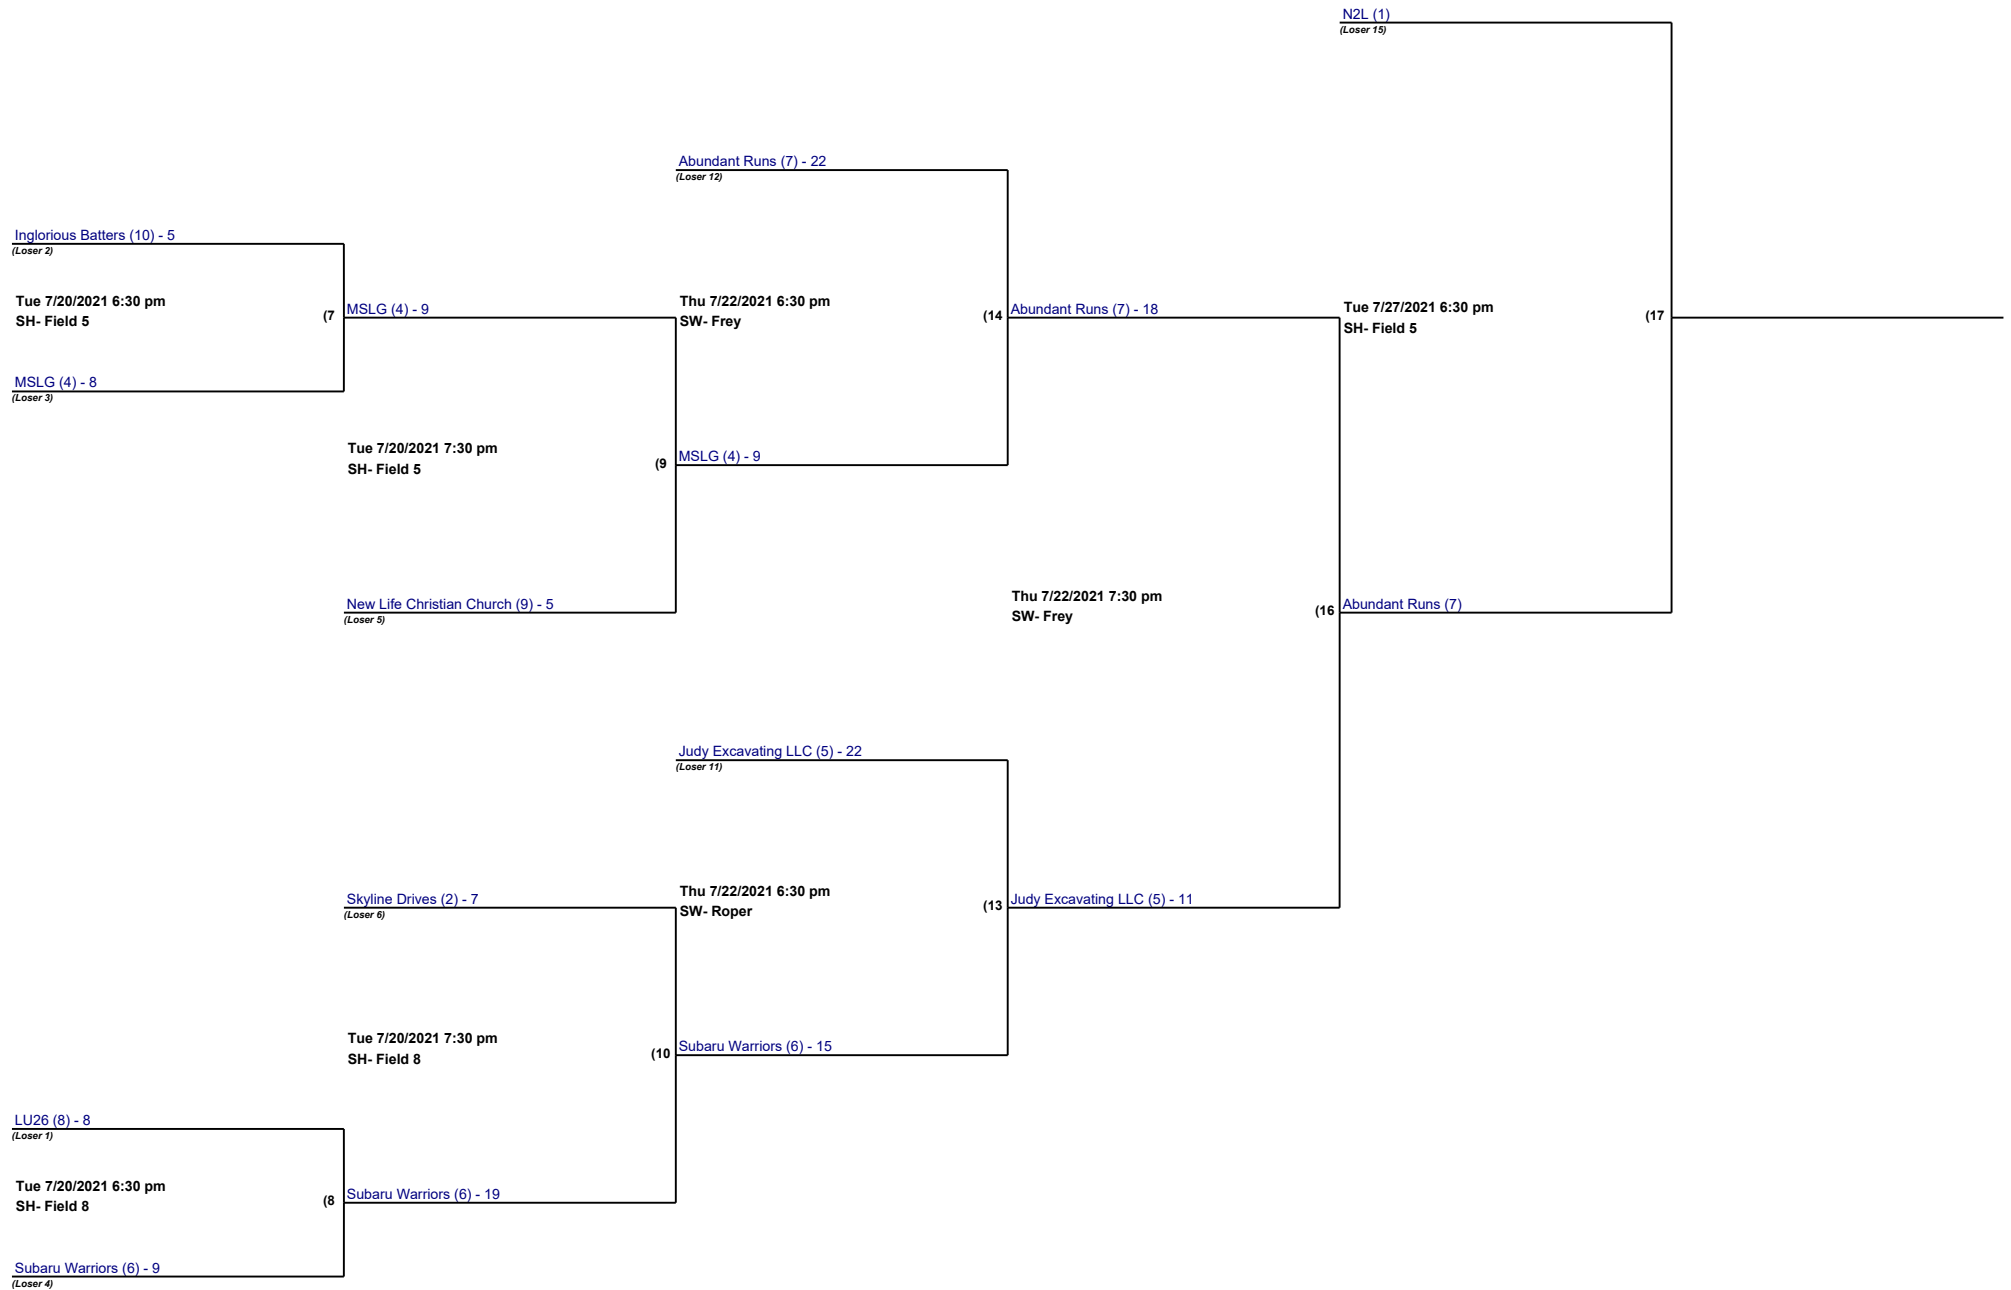 N2L (1)
(Loser 15)
Abundant Runs (7) - 22
(Loser 12)
Inglorious Batters (10) - 5
(Loser 2)
Tue 7/20/2021 6:30 pm
SH- Field 5
(7
MSLG (4) - 9
Thu 7/22/2021 6:30 pm
SW- Frey
(14
Abundant Runs (7) - 18
Tue 7/27/2021 6:30 pm
SH- Field 5
(17
MSLG (4) - 8
(Loser 3)
Tue 7/20/2021 7:30 pm
SH- Field 5
(9
MSLG (4) - 9
New Life Christian Church (9) - 5
(Loser 5)
Thu 7/22/2021 7:30 pm
SW- Frey
(16
Abundant Runs (7)
Judy Excavating LLC (5) - 22
(Loser 11)
Skyline Drives (2) - 7
(Loser 6)
Thu 7/22/2021 6:30 pm
SW- Roper
(13
Judy Excavating LLC (5) - 11
Tue 7/20/2021 7:30 pm
SH- Field 8
(10
Subaru Warriors (6) - 15
LU26 (8) - 8
(Loser 1)
Tue 7/20/2021 6:30 pm
SH- Field 8
(8
Subaru Warriors (6) - 19
Subaru Warriors (6) - 9
(Loser 4)